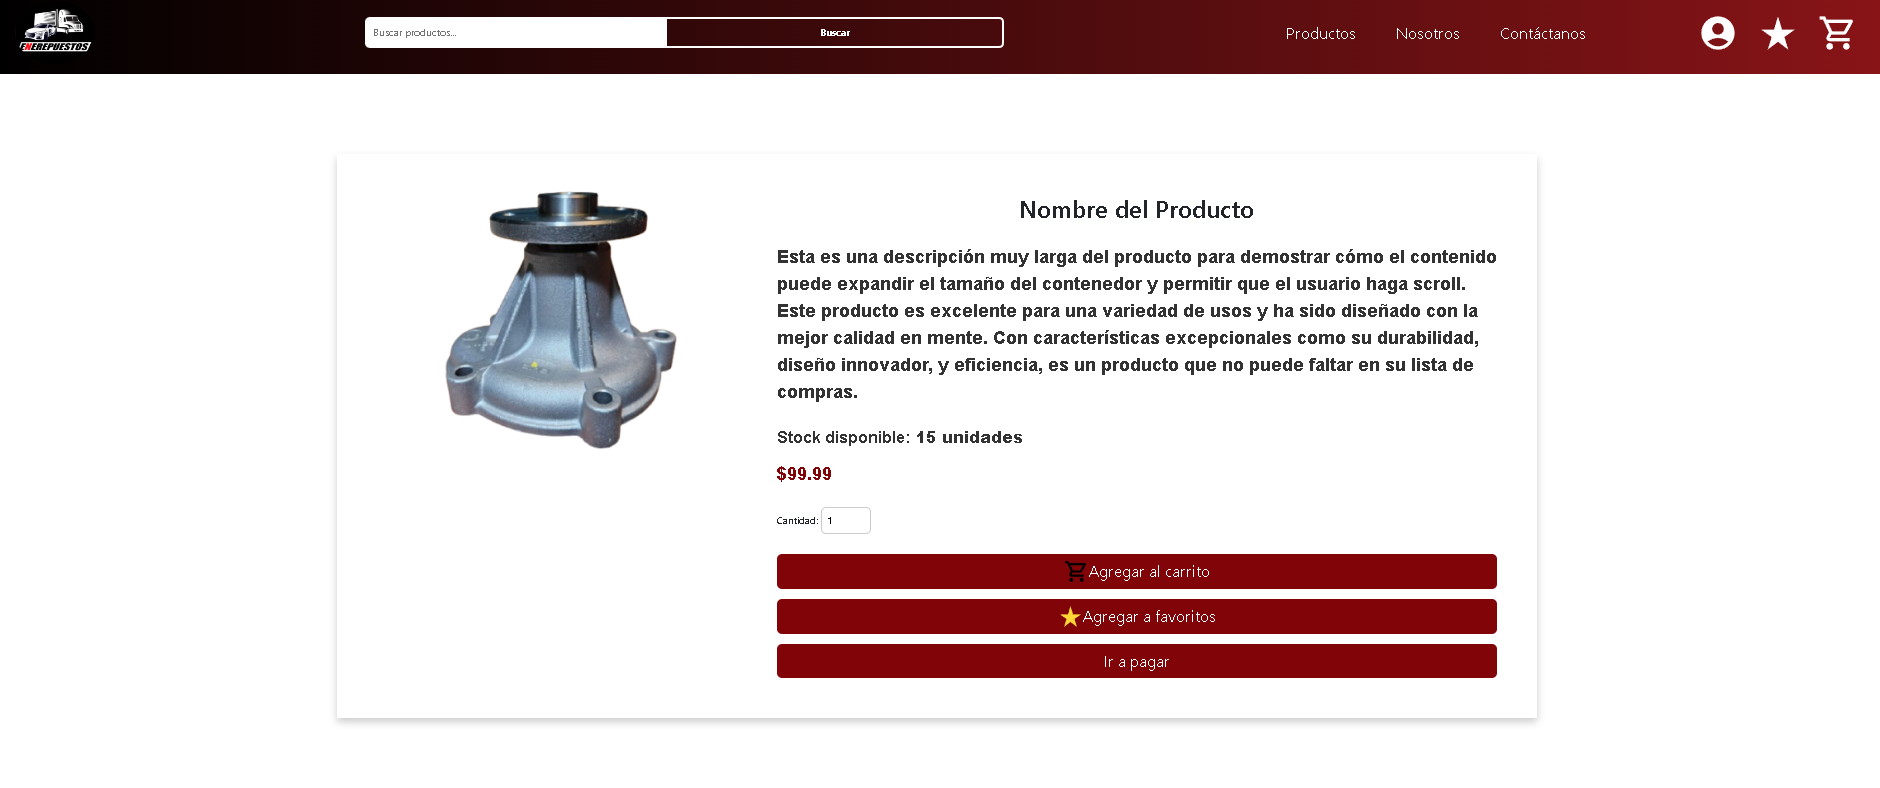 ENEREPUESTOS
Buscar productos...
Buscar
Productos
Nosotros
Contáctanos
Nombre del Producto
Esta es una descripción muy larga del producto para demostrar cómo el contenido
puede expandir el tamaño del contenedor y permitir que el usuario haga scroll.
Este producto es excelente para una variedad de usos y ha sido diseñado con la
mejor calidad en mente. Con características excepcionales como su durabilidad,
diseño innovador, y eficiencia, es un producto que no puede faltar en su lista de
compras.
Stock disponible: 15 unidades
$99.99
Cantidad: 1
Agregar al carrito
Agregar a favoritos
Ir a pagar